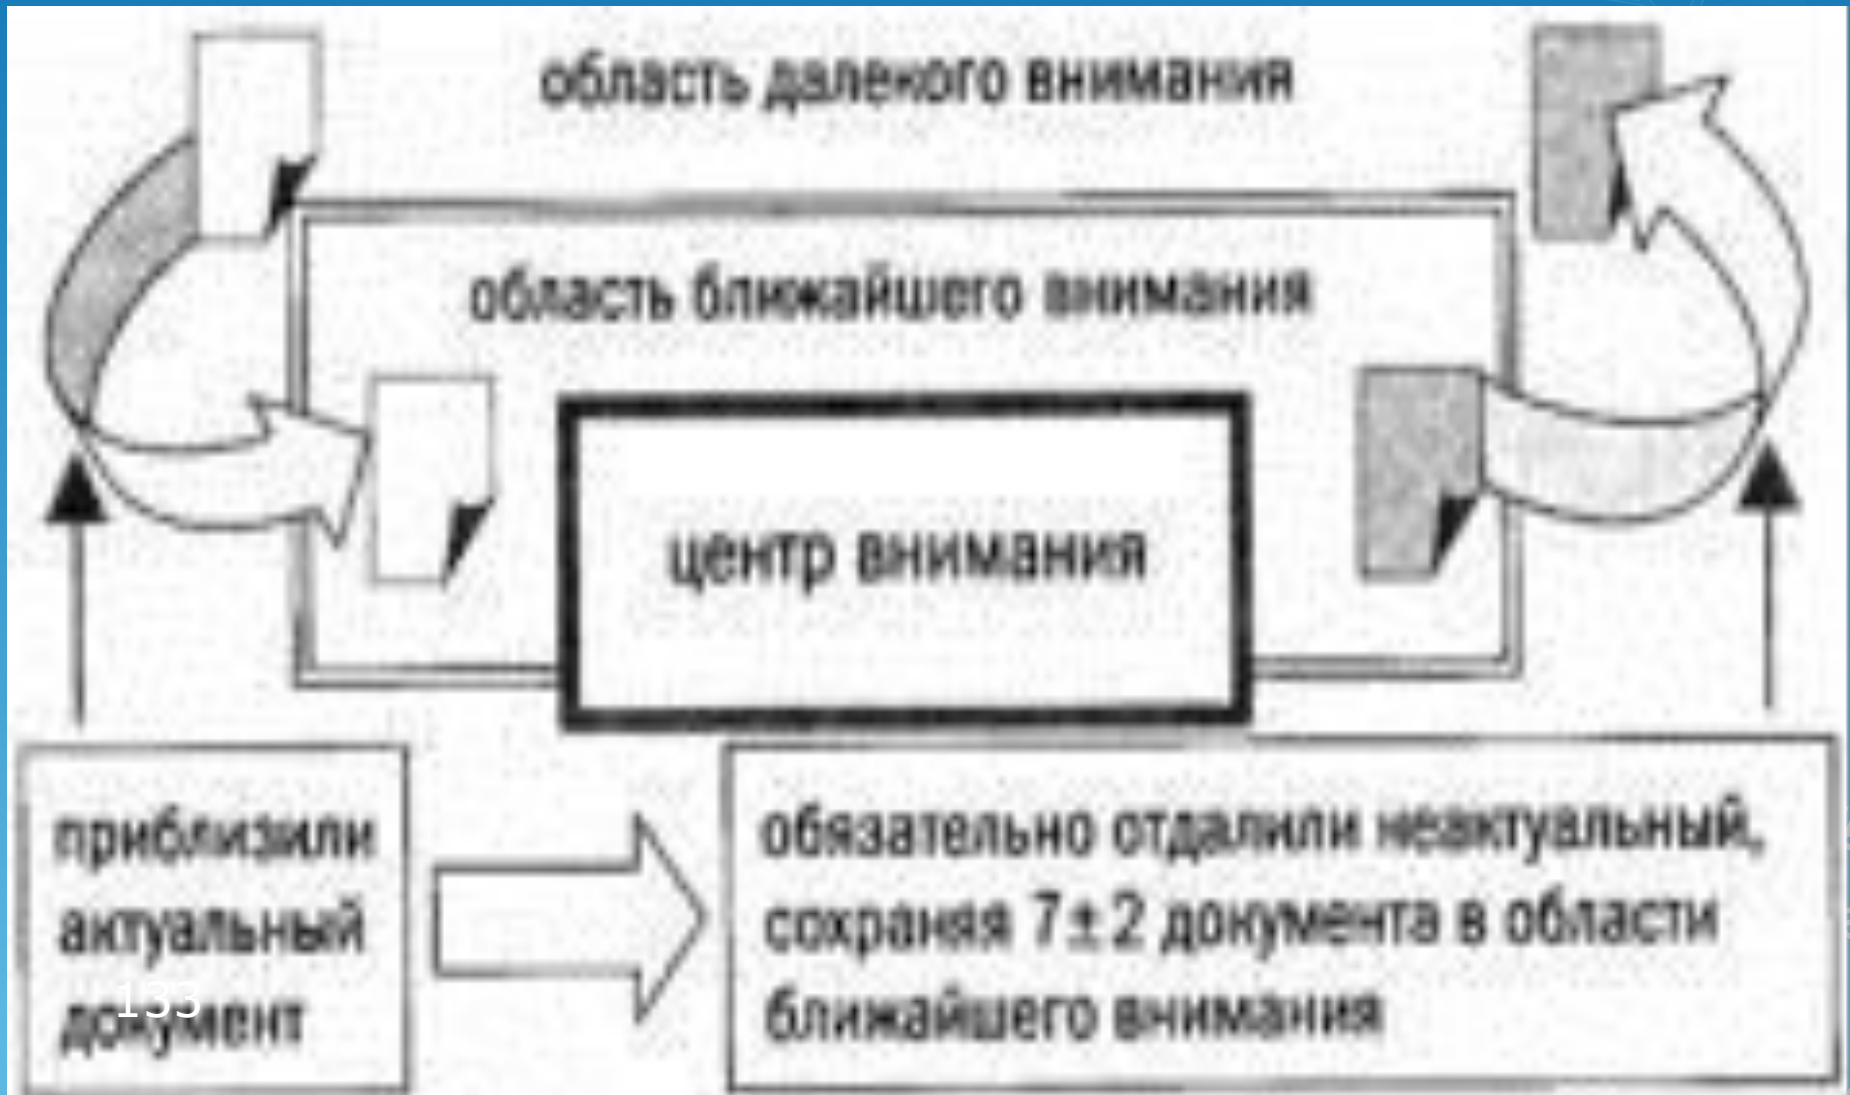 область далекого внимания
область ближайшего внимания
центр внимания
приблизили
актуальный
документ
133
обязательно отдалили неактуальный,
сохраняя 7±2 документа в области
ближайшего внимания